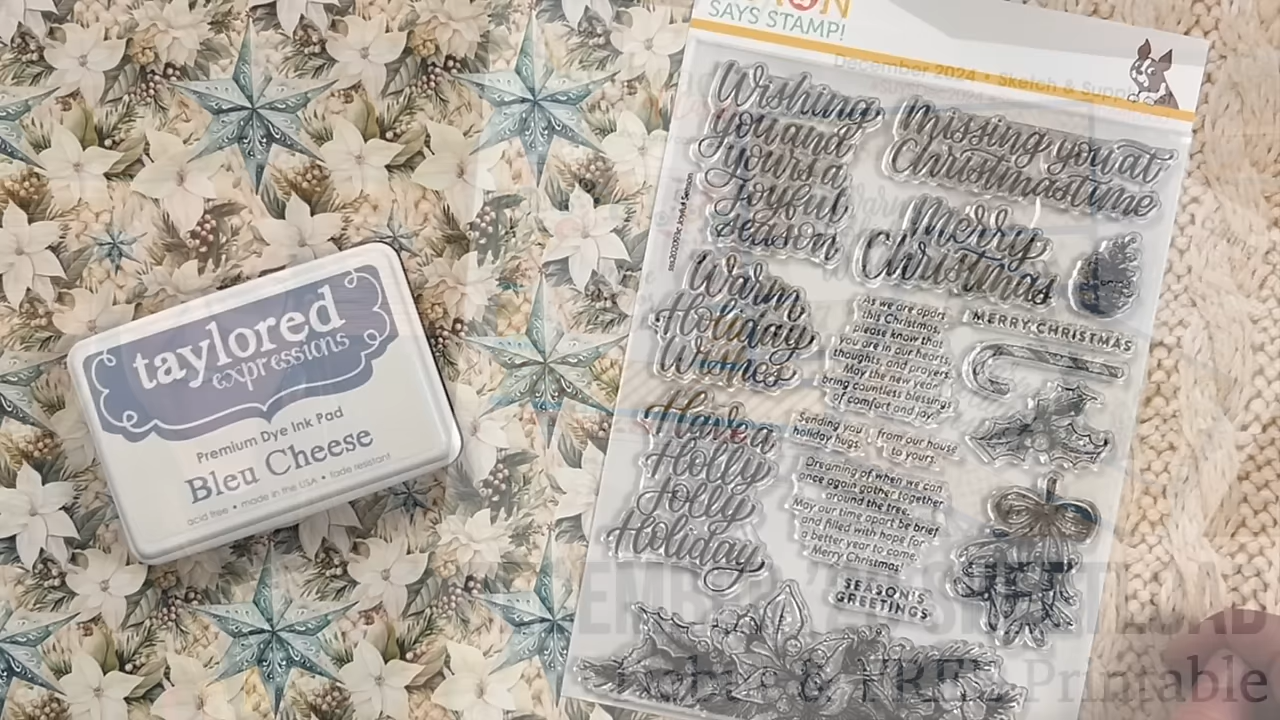 taylored
expressions
Premium Dye Ink Pad
Bleu Cheese
acid free • made in the USA • fade resistant
SAYS STAMP!
December 2024 • Sketch &
Wishing
you and
yours a
Joyful
Season
Missing you at
Christmastime
Merry
Christmas
Warm
Holiday
Wishes
As we are apart
this Christmas,
please know that
you are in our hearts,
thoughts, and prayers.
May the new year
bring countless blessings
of comfort and joy.
MERRY CHRISTMAS
Have a
Holly
Jolly
Holiday
Sending you
holiday hugs.
from our house
to yours.
Dreaming of when we can
once again gather together
around the tree.
May our time apart be brief
and filled with hope for
a better year to come.
Merry Christmas!
SEASON'S
GREETINGS
& FREE Printable